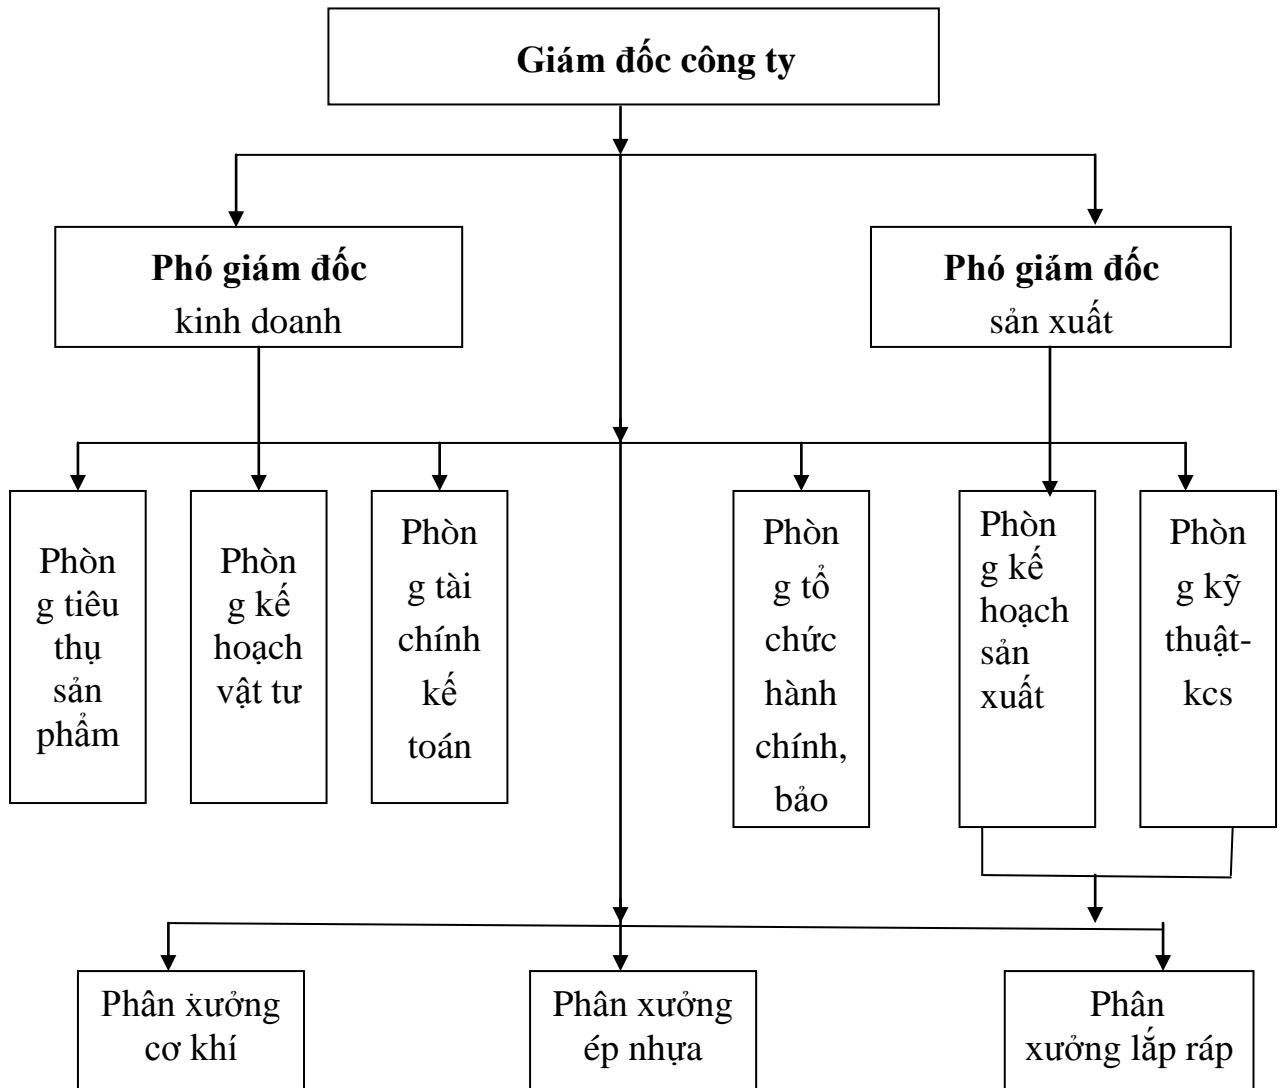 Giám đốc công ty
Phó giám đốc
kinh doanh
Phó giám đốc
sản xuất
Phòn
g tiêu
thụ
sản
phẩm
Phòn
g kế
hoạch
vật tư
Phòn
g tài
chính
kế
toán
Phòn
g tổ
chức
hành
chính,
bảo
Phòn
g kế
hoạch
sản
xuất
Phòn
g kỹ
thuật-
kcs
Phân xưởng
cơ khí
Phân xưởng
ép nhựa
Phân
xưởng lắp ráp